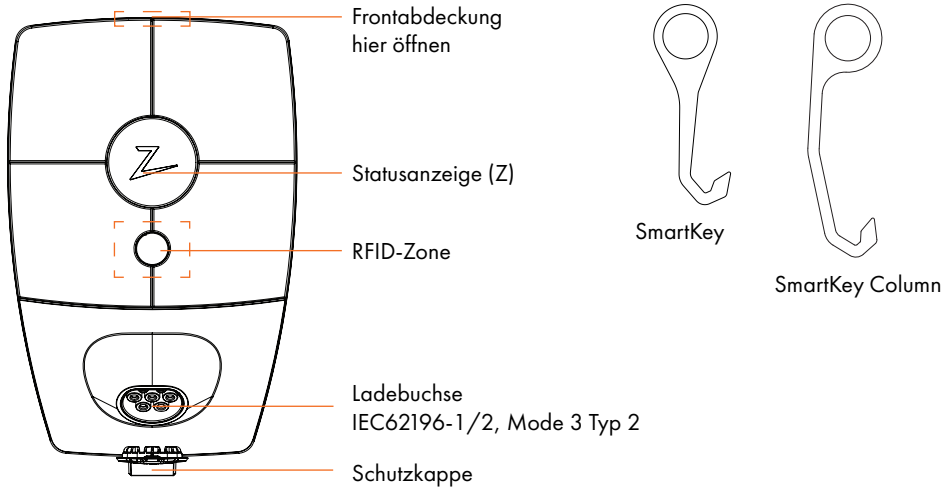 Frontabdeckung
hier öffnen
Statusanzeige (Z)
RFID-Zone
Ladebuchse
IEC62196-1/2, Mode 3 Typ 2
Schutzkappe
SmartKey
SmartKey Column